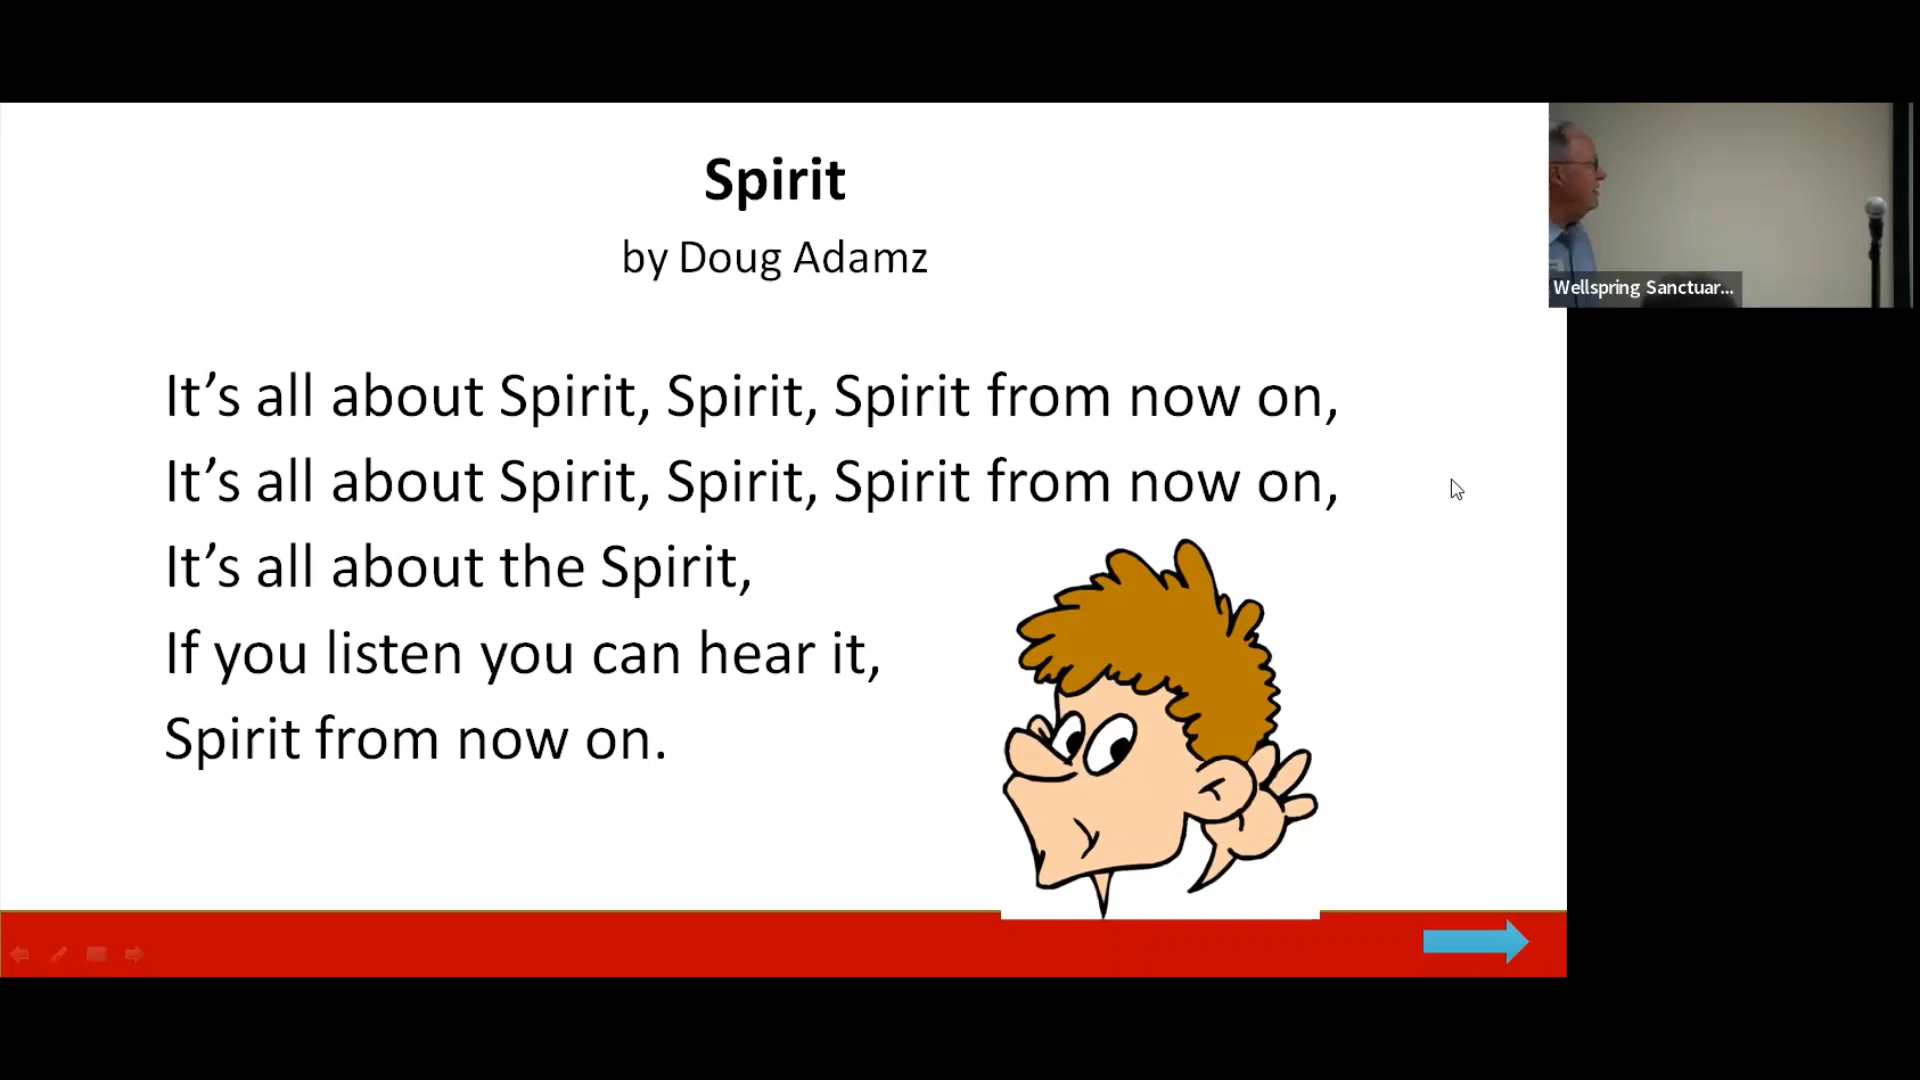 Spirit
by Doug Adamz
It’s all about Spirit, Spirit, Spirit from now on,
It’s all about Spirit, Spirit, Spirit from now on,
It’s all about the Spirit,
If you listen you can hear it,
Spirit from now on.
Wellspring Sanctuar...